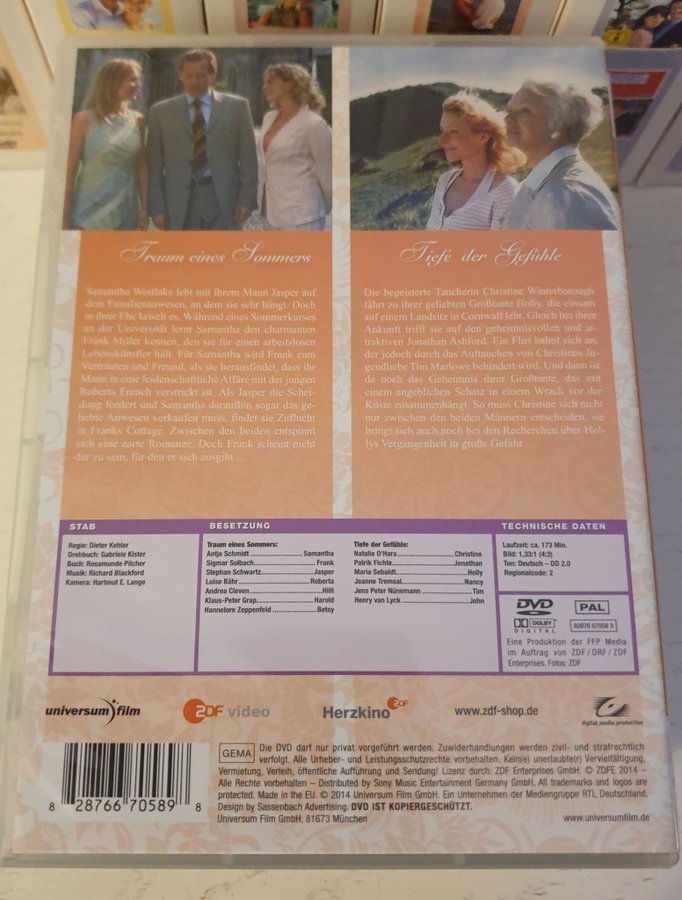 Traum eines Sommers
Samantha Westlake lebt mit ihrem Mann Jasper auf
dem Familienanwesen, an dem sie sehr hängt. Doch
in ihrer Ehe kriselt es. Während eines Sommerkurses
an der Universität lernt Samantha den charmanten
Frank Miller kennen, den sie für einen arbeitslosen
Lebenskünstler hält. Für Samantha wird Frank zum
Vertrauten und Freund, als sie herausfindet, dass ihr
Mann in eine leidenschaftliche Affäre mit der jungen
Roberta French verstrickt ist. Als Jasper die Schei-
dung fordert und Samantha daraufhin sogar das ge-
liebte Anwesen verkaufen muss, findet sie Zuflucht
in Franks Cottage. Zwischen den beiden entspinnt
sich eine zarte Romanze. Doch Frank scheint nicht
der zu sein, für den er sich ausgibt ...
Tiefe der Gefühle
Die begeisterte Taucherin Christine Winterborough
fährt zu ihrer geliebten Großtante Holly, die einsam
auf einem Landsitz in Cornwall lebt. Gleich bei ihrer
Ankunft trifft sie auf den geheimnisvollen und at-
traktiven Jonathan Ashford. Ein Flirt bahnt sich an,
der jedoch durch das Auftauchen von Christines Ju-
gendliebe Tim Marlowe behindert wird. Und dann ist
da noch das Geheimnis ihrer Großtante, das mit
einem angeblichen Schatz in einem Wrack vor der
Küste zusammenhängt. So muss Christine sich nicht
nur zwischen den beiden Männern entscheiden, sie
bringt sich auch noch bei den Recherchen über Hol-
lys Vergangenheit in große Gefahr ...
STAB
Regie: Dieter Kehler
Drehbuch: Gabriele Kister
Buch: Rosamunde Pilcher
Musik: Richard Blackford
Kamera: Hartmut E. Lange
BESETZUNG
Traum eines Sommers:
Antje Schmidt ... Samantha
Sigmar Solbach ... Frank
Stephan Schwartz ... Jasper
Luise Bähr ... Roberta
Andrea Cleven ... Hilli
Klaus-Peter Grap ... Harold
Hannelore Zeppenfeld ... Betsy
Tiefe der Gefühle:
Natalie O'Hara ... Christine
Patrik Fichte ... Jonathan
Maria Sebaldt ... Holly
Jeanne Tremsal ... Nancy
Jens Peter Nünemann ... Tim
Henry van Lyck ... John
TECHNISCHE DATEN
Laufzeit: ca. 173 Min.
Bild: 1,33:1 (4:3)
Ton: Deutsch – DD 2.0
Regionalcode: 2
DVD PAL
DOLBY DIGITAL 82876 67058 9
Eine Produktion der FFP Media
im Auftrag von ZDF/ORF/ZDF
Enterprises. Fotos: ZDF
universum film ZDF video Herzkino ZDF www.zdf-shop.de digital media production
8 28766 70589 8
GEMA Die DVD darf nur privat vorgeführt werden. Zuwiderhandlungen werden zivil- und strafrechtlich
verfolgt. Alle Urheber- und Leistungsschutzrechte vorbehalten. Kein(e) unerlaubte(r) Vervielfältigung,
Vermietung, Verleih, öffentliche Aufführung und Sendung! Lizenz durch: ZDF Enterprises GmbH. © ZDFE 2014 –
Alle Rechte vorbehalten – Distributed by Sony Music Entertainment Germany GmbH. All trademarks and logos are
protected. Made in the EU. © 2014 Universum Film GmbH. Ein Unternehmen der Mediengruppe RTL Deutschland.
Design by Sassenbach Advertising. DVD IST KOPIERGESCHÜTZT.
Universum Film GmbH, 81673 München www.universumfilm.de